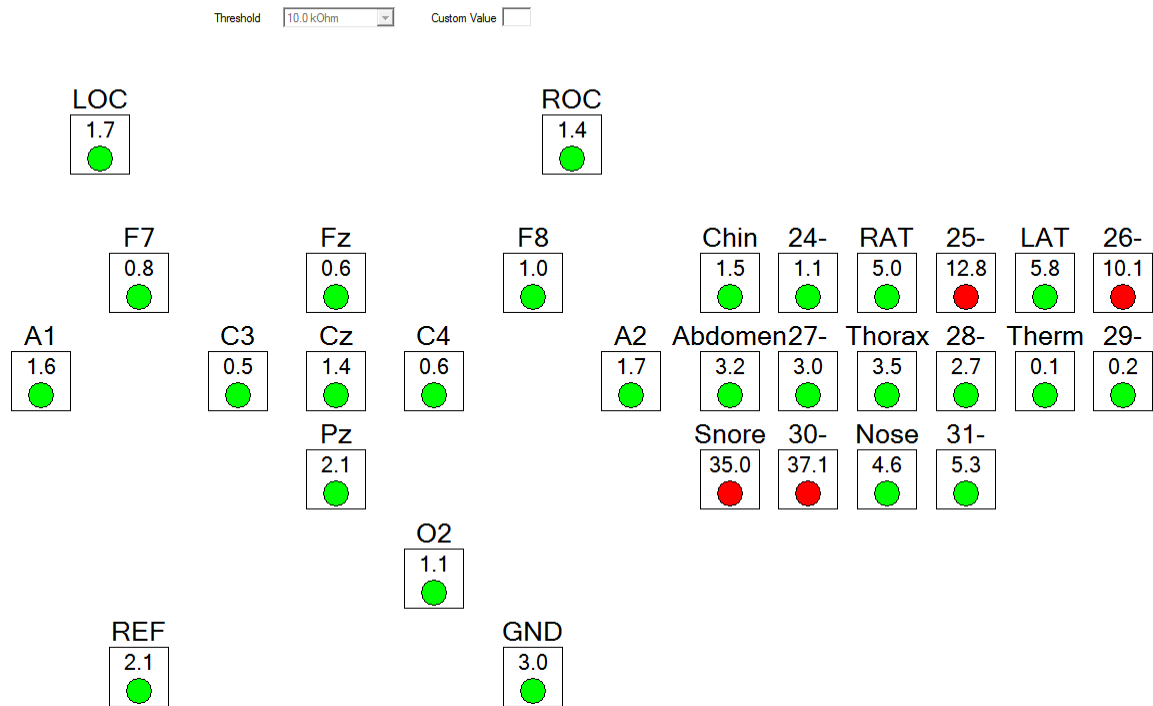 Threshold 10.0 kOhm Custom Value
LOC ROC
1.7 1.4
F7 Fz F8 Chin 24- RAT 25- LAT 26-
0.8 0.6 1.0 1.5 1.1 5.0 12.8 5.8 10.1
A1 C3 Cz C4 A2 Abdomen 27- Thorax 28- Therm 29-
1.6 0.5 1.4 0.6 1.7 3.2 3.0 3.5 2.7 0.1 0.2
Pz Snore 30- Nose 31-
2.1 35.0 37.1 4.6 5.3
O2
1.1
REF GND
2.1 3.0